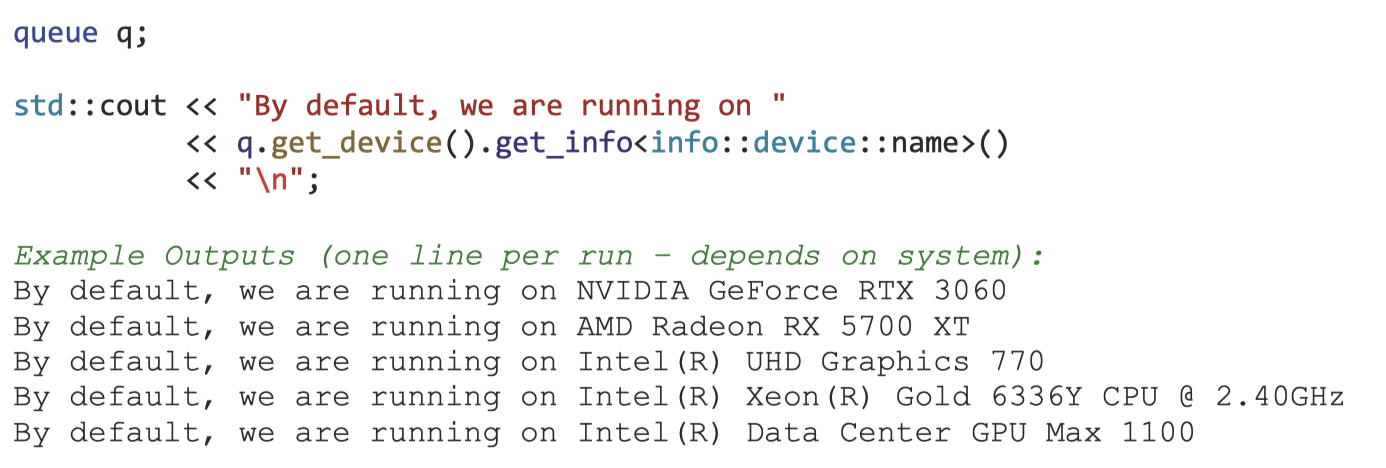 queue q;
std::cout << "By default, we are running on "
<< q.get_device().get_info<info::device::name>()
<< "\n";
Example Outputs (one line per run – depends on system):
By default, we are running on NVIDIA GeForce RTX 3060
By default, we are running on AMD Radeon RX 5700 XT
By default, we are running on Intel(R) UHD Graphics 770
By default, we are running on Intel(R) Xeon(R) Gold 6336Y CPU @ 2.40GHz
By default, we are running on Intel(R) Data Center GPU Max 1100